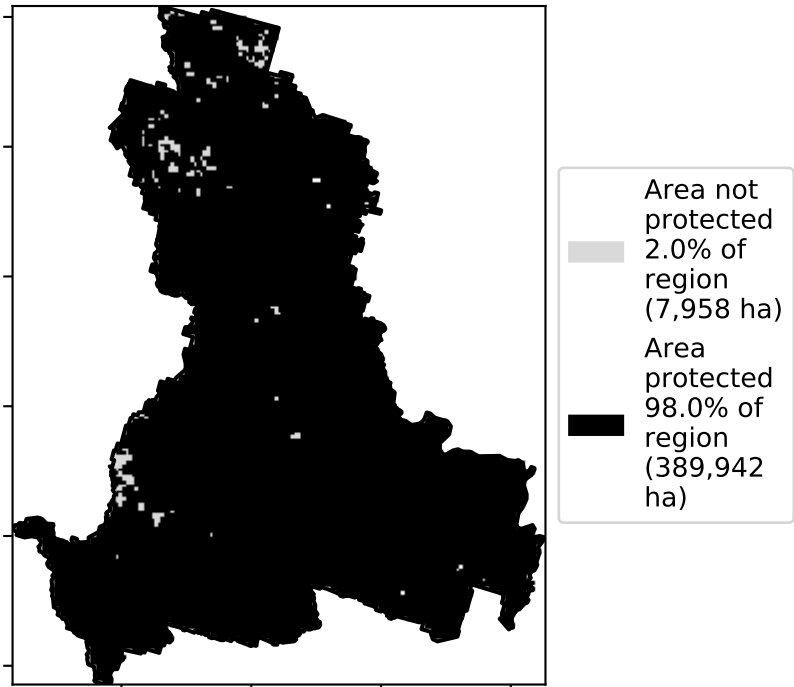 Area not
protected
2.0% of
region
(7,958 ha)
Area
protected
98.0% of
region
(389,942
ha)